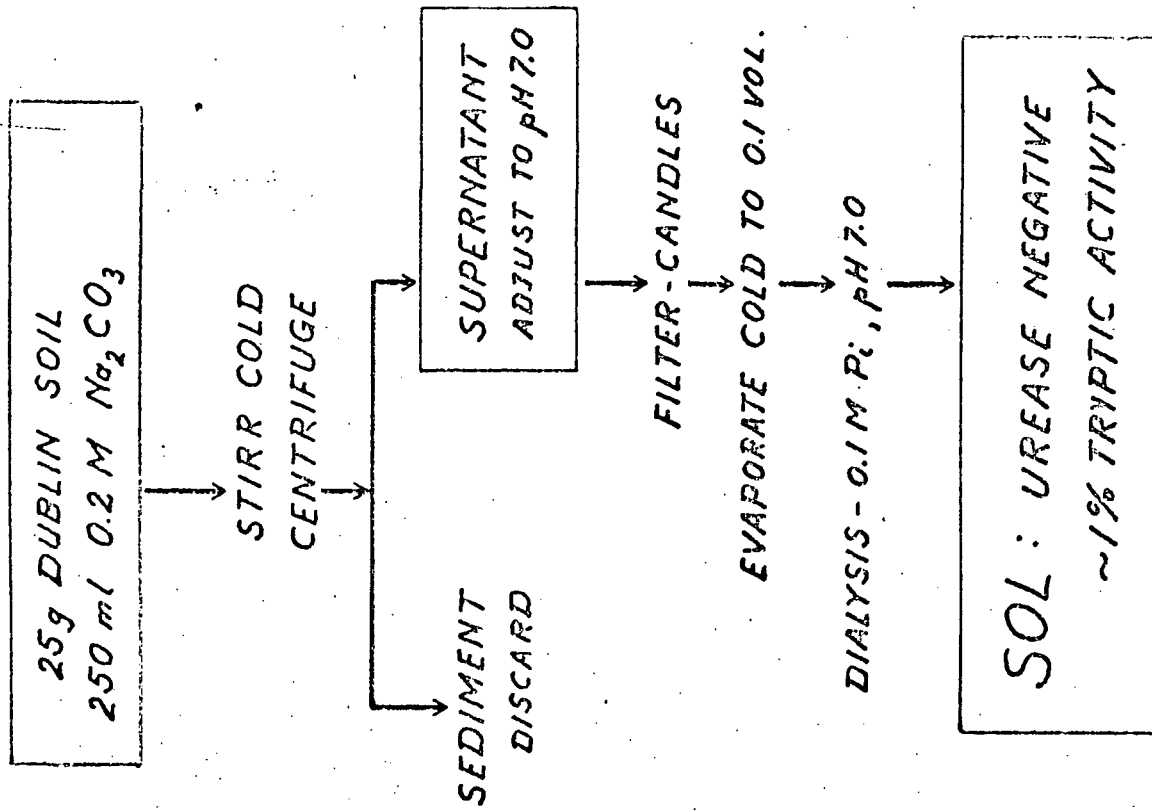 25g DUBLIN SOIL
250 ml 0.2 M Na₂CO₃
STIRR COLD
CENTRIFUGE
SEDIMENT
DISCARD
SUPERNATANT
ADJUST TO pH 7.0
FILTER-CANDLES
EVAPORATE COLD TO 0.1 VOL.
DIALYSIS - 0.1 M Pi, pH 7.0
SOL: UREASE NEGATIVE
~1% TRYPTIC ACTIVITY